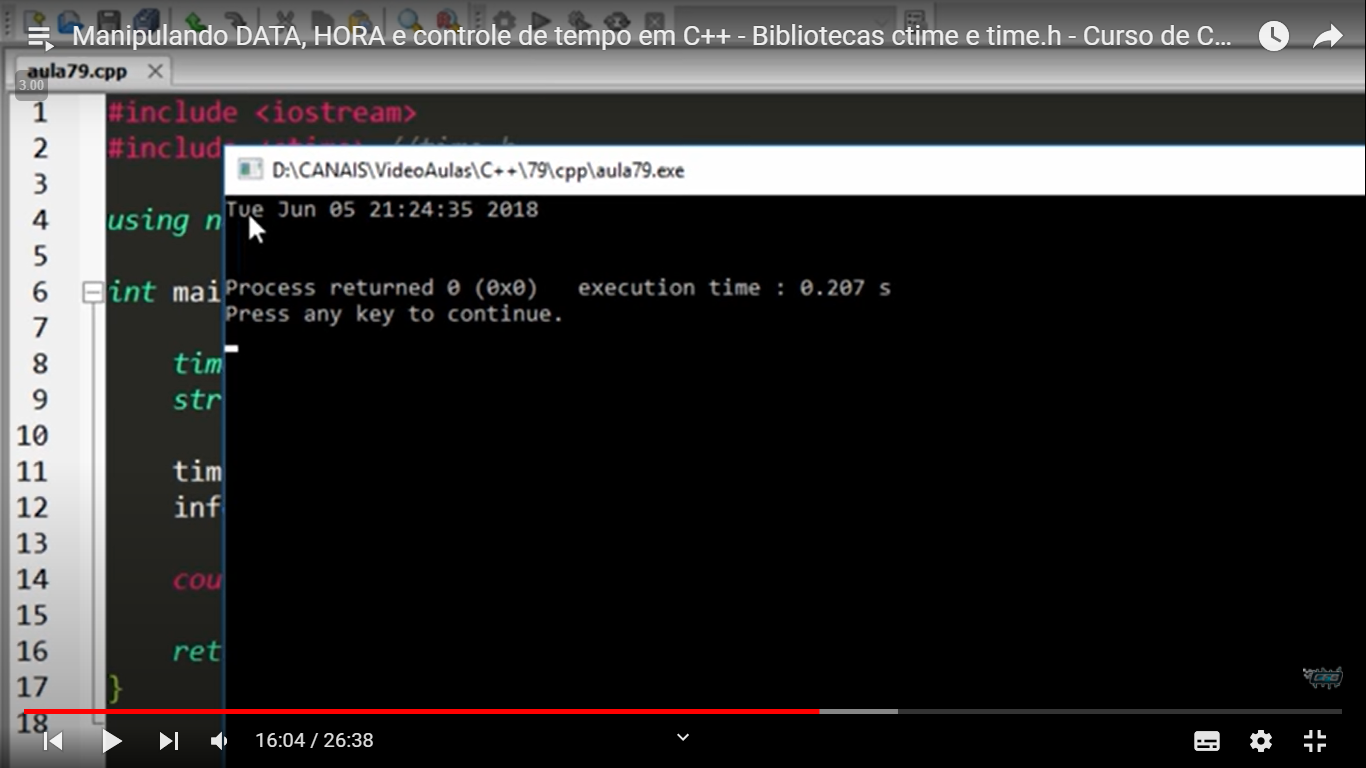 Manipulando DATA, HORA e controle de tempo em C++ - Bibliotecas ctime e time.h - Curso de C...
aula79.cpp
3.00
1 #include <iostream>
2 #include <ctime> //time.h
D:\CANAIS\VideoAulas\C++\79\cpp\aula79.exe
3
Tue Jun 05 21:24:35 2018
4 using n
5
6 int mai
Process returned 0 (0x0) execution time : 0.207 s
Press any key to continue.
7
8 tim
9 str
10
11 tim
12 inf
13
14 cou
15
16 ret
17 }
18
16:04 / 26:38